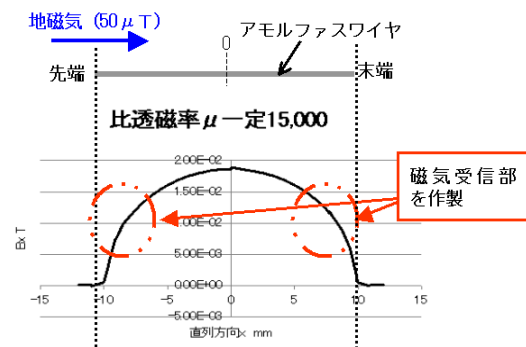 地磁気(50μT)
0
アモルファスワイヤ
先端
末端
比透磁率μ一定15,000
磁気受信部
を作製
2.00E-02
1.50E-02
1.00E-02
5.00E-03
0.00E+00
-5.00E-03
Bx T
-15
-10
-5
0
5
10
15
直列方向x mm